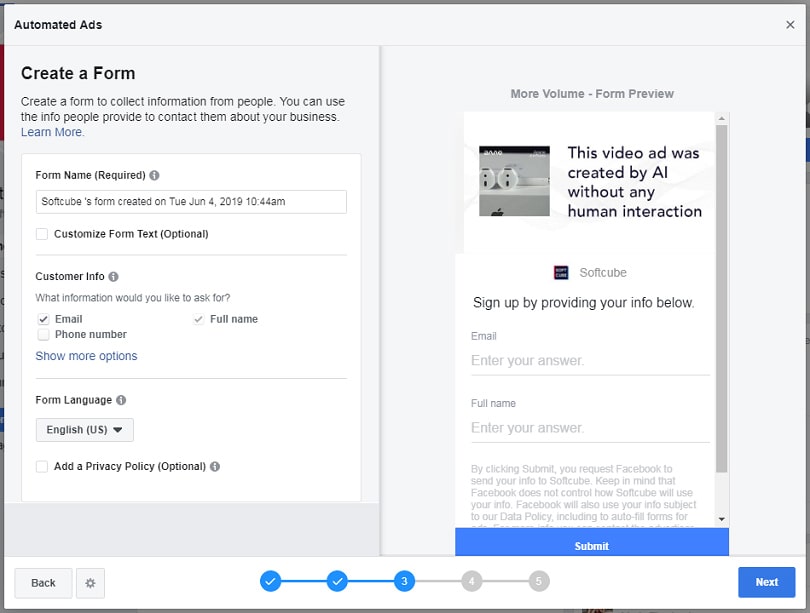 Automated Ads
Create a Form
Create a form to collect information from people. You can use
the info people provide to contact them about your business.
Learn More.
Form Name (Required)
Softcube 's form created on Tue Jun 4, 2019 10:44am
Customize Form Text (Optional)
Customer Info
What information would you like to ask for?
Email
Full name
Phone number
Show more options
Form Language
English (US)
Add a Privacy Policy (Optional)
More Volume - Form Preview
This video ad was
created by AI
without any
human interaction
SOFT
CUBE
Softcube
Sign up by providing your info below.
Email
Enter your answer.
Full name
Enter your answer.
By clicking Submit, you request Facebook to
send your info to Softcube. Keep in mind that
Facebook does not control how Softcube will use
your info. Facebook will also use your info subject
to our Data Policy, including to auto-fill forms for
Submit
Back
3
4
5
Next